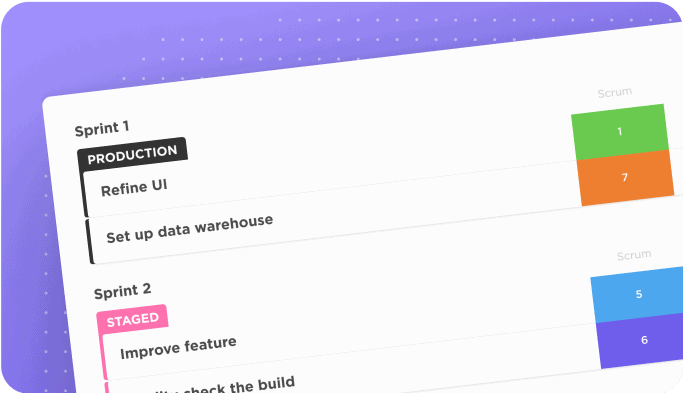 Sprint 1
Scrum
PRODUCTION
Refine UI
1
Set up data warehouse
7
Sprint 2
Scrum
STAGED
Improve feature
5
check the build
6